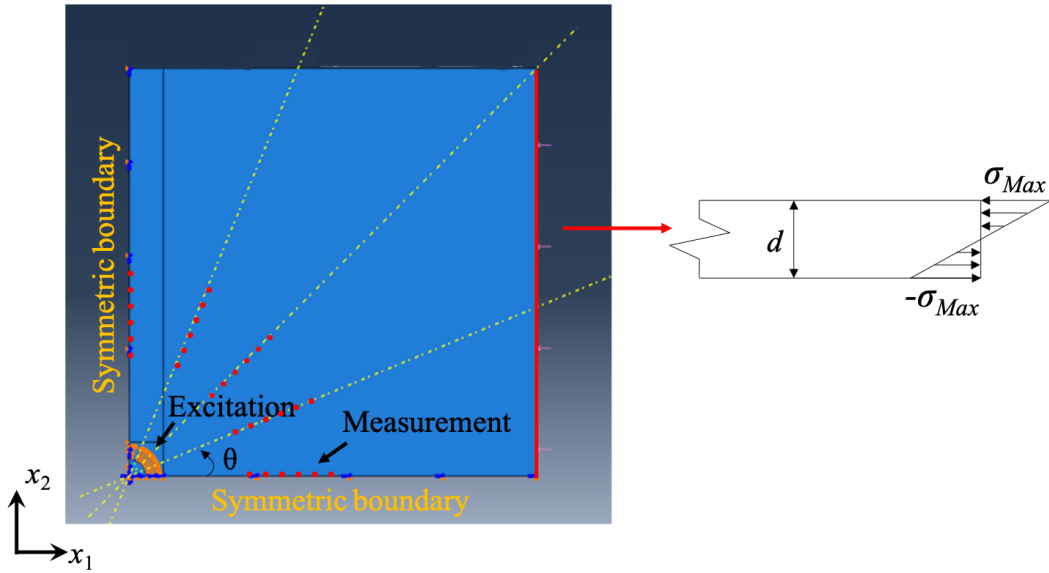 Symmetric boundary
Excitation
Measurement
θ
Symmetric boundary
x2
x1
σMax
d
-σMax